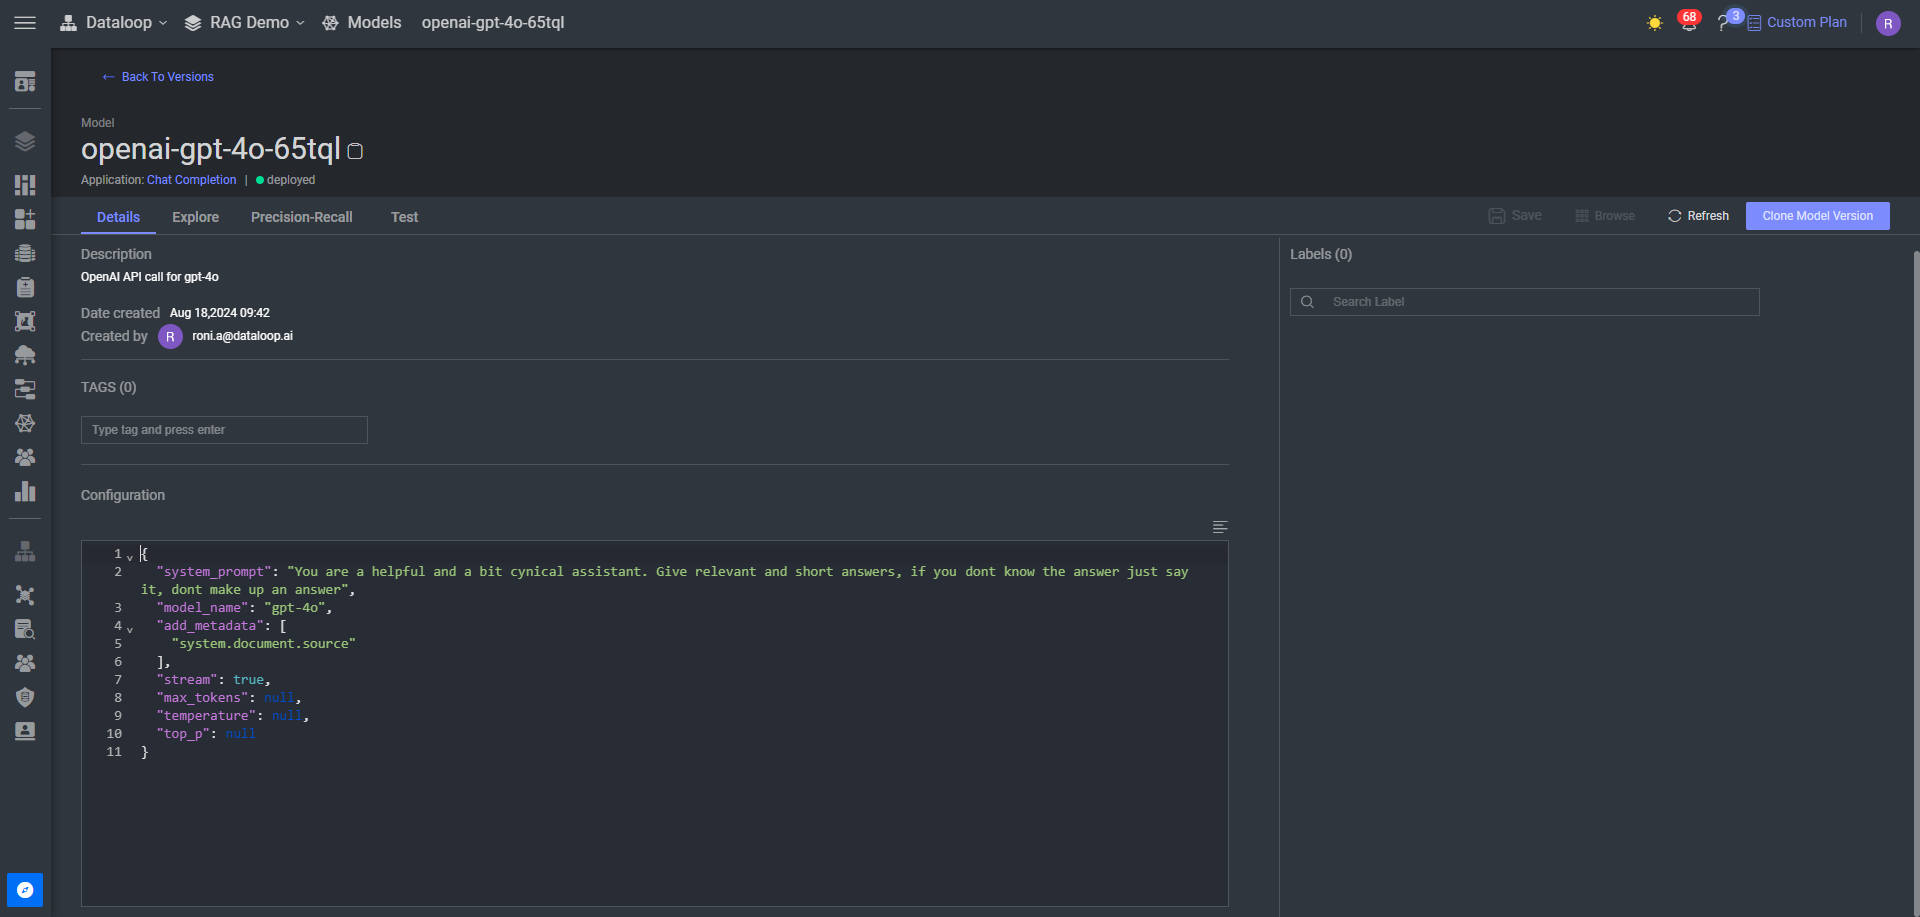 Dataloop
RAG Demo
Models
openai-gpt-4o-65tql
68
3
Custom Plan
R
← Back To Versions
Model
openai-gpt-4o-65tql
Application: Chat Completion | deployed
Details
Explore
Precision-Recall
Test
Save
Browse
Refresh
Clone Model Version
Description
OpenAI API call for gpt-4o
Date created Aug 18,2024 09:42
Created by R roni.a@dataloop.ai
TAGS (0)
Type tag and press enter
Configuration
1 {
2 "system_prompt": "You are a helpful and a bit cynical assistant. Give relevant and short answers, if you dont know the answer just say
it, dont make up an answer",
3 "model_name": "gpt-4o",
4 "add_metadata": [
5 "system.document.source"
6 ],
7 "stream": true,
8 "max_tokens": null,
9 "temperature": null,
10 "top_p": null
11 }
Labels (0)
Search Label